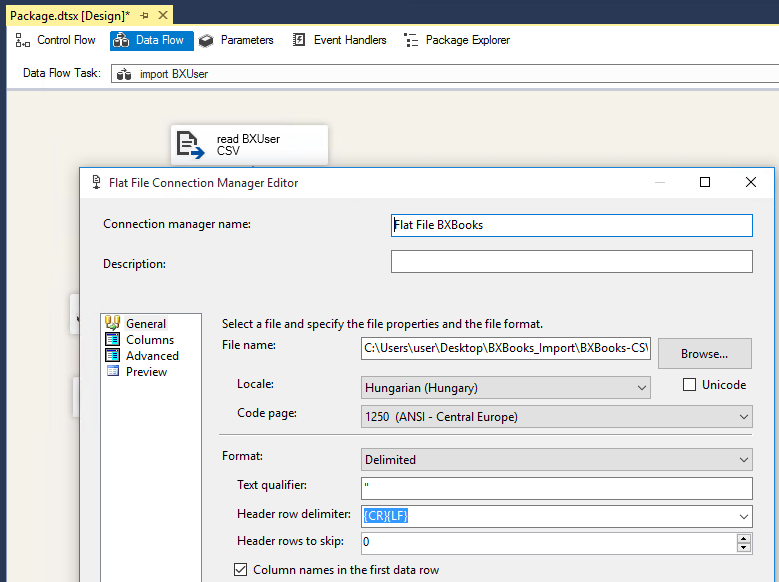 Package.dtsx [Design]*
Control Flow Data Flow Parameters Event Handlers Package Explorer
Data Flow Task: import BXUser
read BXUser
CSV
Flat File Connection Manager Editor
Connection manager name: Flat File BXBooks
Description:
General
Columns
Advanced
Preview
Select a file and specify the file properties and the file format.
File name: C:\Users\user\Desktop\BXBooks_Import\BXBooks-CS\ Browse...
Locale: Hungarian (Hungary) Unicode
Code page: 1250 (ANSI - Central Europe)
Format: Delimited
Text qualifier: "
Header row delimiter: {CR}{LF}
Header rows to skip: 0
Column names in the first data row